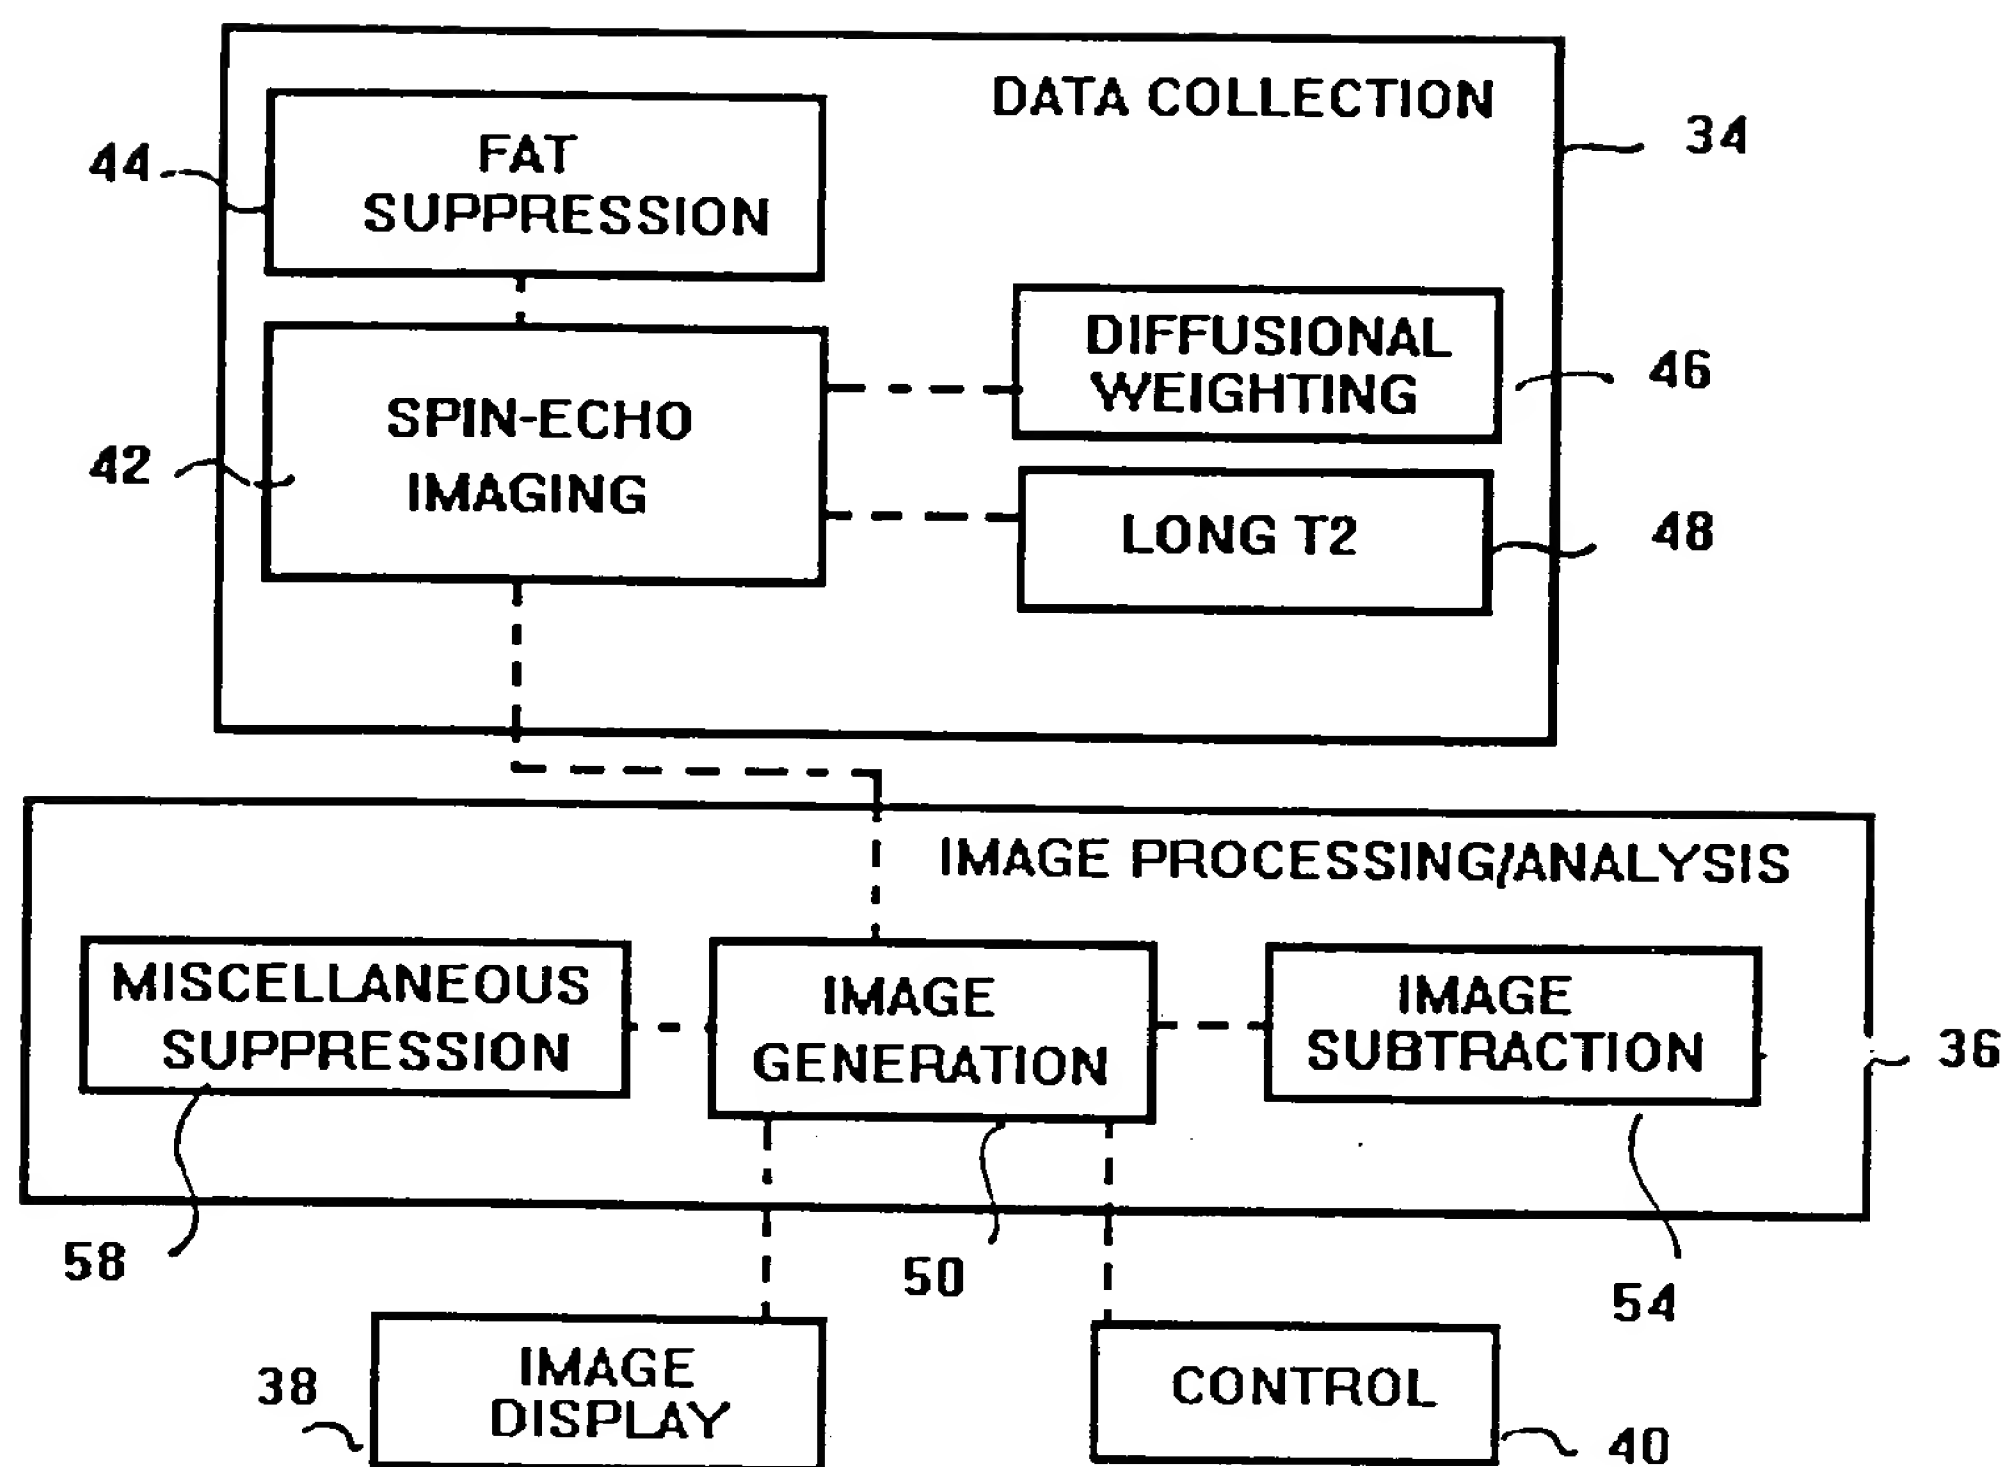 DATA COLLECTION
34
44
FAT
SUPPRESSION
DIFFUSIONAL
WEIGHTING
46
42
SPIN-ECHO
IMAGING
LONG T2
48
IMAGE PROCESSING/ANALYSIS
MISCELLANEOUS
SUPPRESSION
IMAGE
GENERATION
IMAGE
SUBTRACTION
36
58
50
54
38
IMAGE
DISPLAY
CONTROL
40